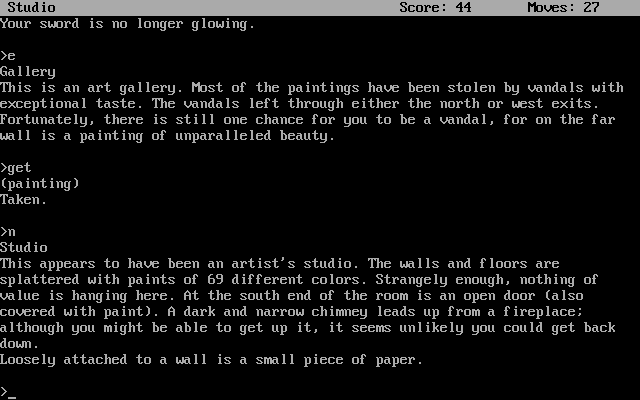 Studio Score: 44 Moves: 27
Your sword is no longer glowing.
>e
Gallery
This is an art gallery. Most of the paintings have been stolen by vandals with
exceptional taste. The vandals left through either the north or west exits.
Fortunately, there is still one chance for you to be a vandal, for on the far
wall is a painting of unparalleled beauty.
>get
(painting)
Taken.
>n
Studio
This appears to have been an artist's studio. The walls and floors are
splattered with paints of 69 different colors. Strangely enough, nothing of
value is hanging here. At the south end of the room is an open door (also
covered with paint). A dark and narrow chimney leads up from a fireplace;
although you might be able to get up it, it seems unlikely you could get back
down.
Loosely attached to a wall is a small piece of paper.
>_